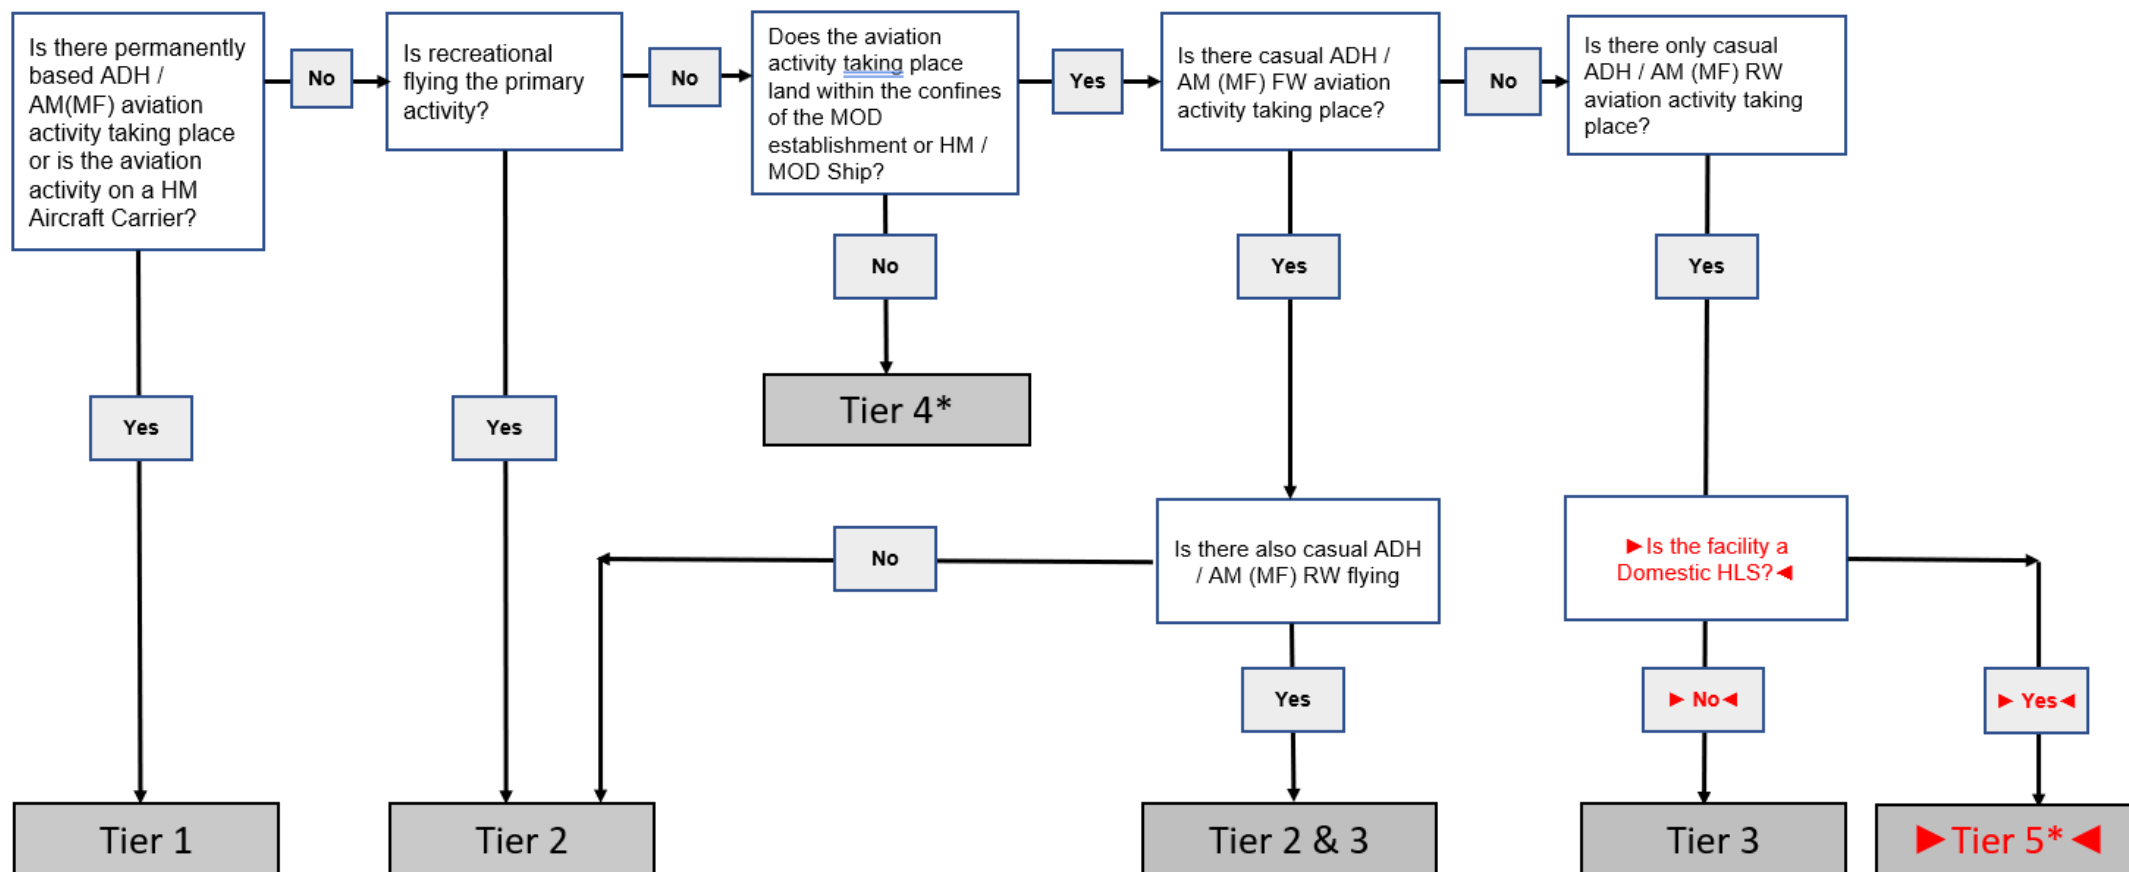 Is there permanently
based ADH /
AM(MF) aviation
activity taking place
or is the aviation
activity on a HM
Aircraft Carrier?
No
Is recreational
flying the primary
activity?
No
Does the aviation
activity taking place
land within the confines
of the MOD
establishment or HM /
MOD Ship?
Yes
Is there casual ADH /
AM (MF) FW aviation
activity taking place?
No
Is there only casual
ADH / AM (MF) RW
aviation activity taking
place?
No
Yes
Yes
Tier 4*
Yes
Yes
No
Is there also casual ADH
/ AM (MF) RW flying
►Is the facility a
Domestic HLS?◄
Yes
► No◄
► Yes◄
Tier 1
Tier 2
Tier 2 & 3
Tier 3
►Tier 5*◄